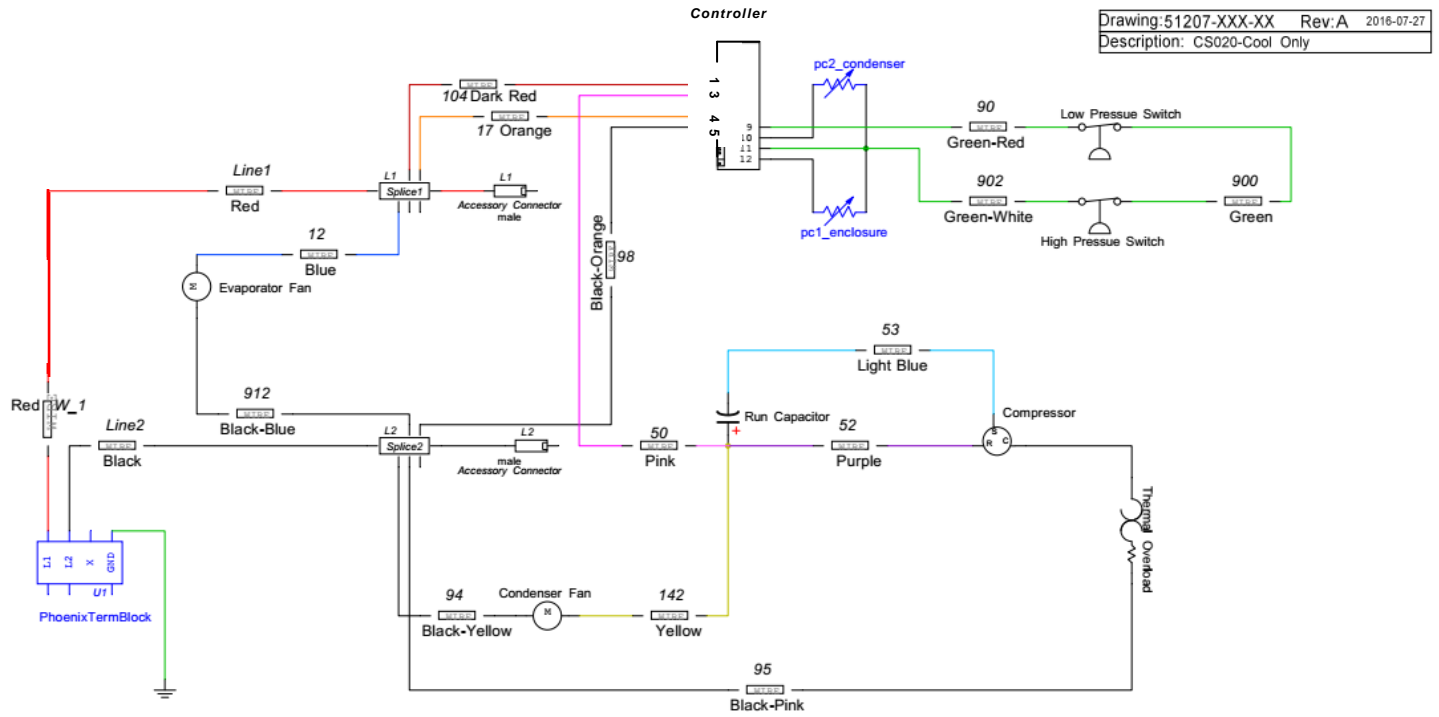 Controller
Drawing:51207-XXX-XX Rev:A 2016-07-27
Description: CS020-Cool Only
pc2_condenser
1
3
4
5
9
10
11
12
104 Dark Red
17 Orange
90
Low Pressue Switch
Green-Red
Line1
Red
L1
Splice1
L1
Accessory Connector
male
902
Green-White
High Pressue Switch
900
Green
pc1_enclosure
12
Blue
M
Evaporator Fan
Black-Orange
98
53
Light Blue
Red W_1
912
Black-Blue
Run Capacitor
+
Compressor
S
R
C
Line2
Black
L2
Splice2
L2
male
Accessory Connector
50
Pink
52
Purple
Thermal Overload
L1
L2
X
GND
U1
PhoenixTermBlock
94
Black-Yellow
Condenser Fan
M
142
Yellow
95
Black-Pink